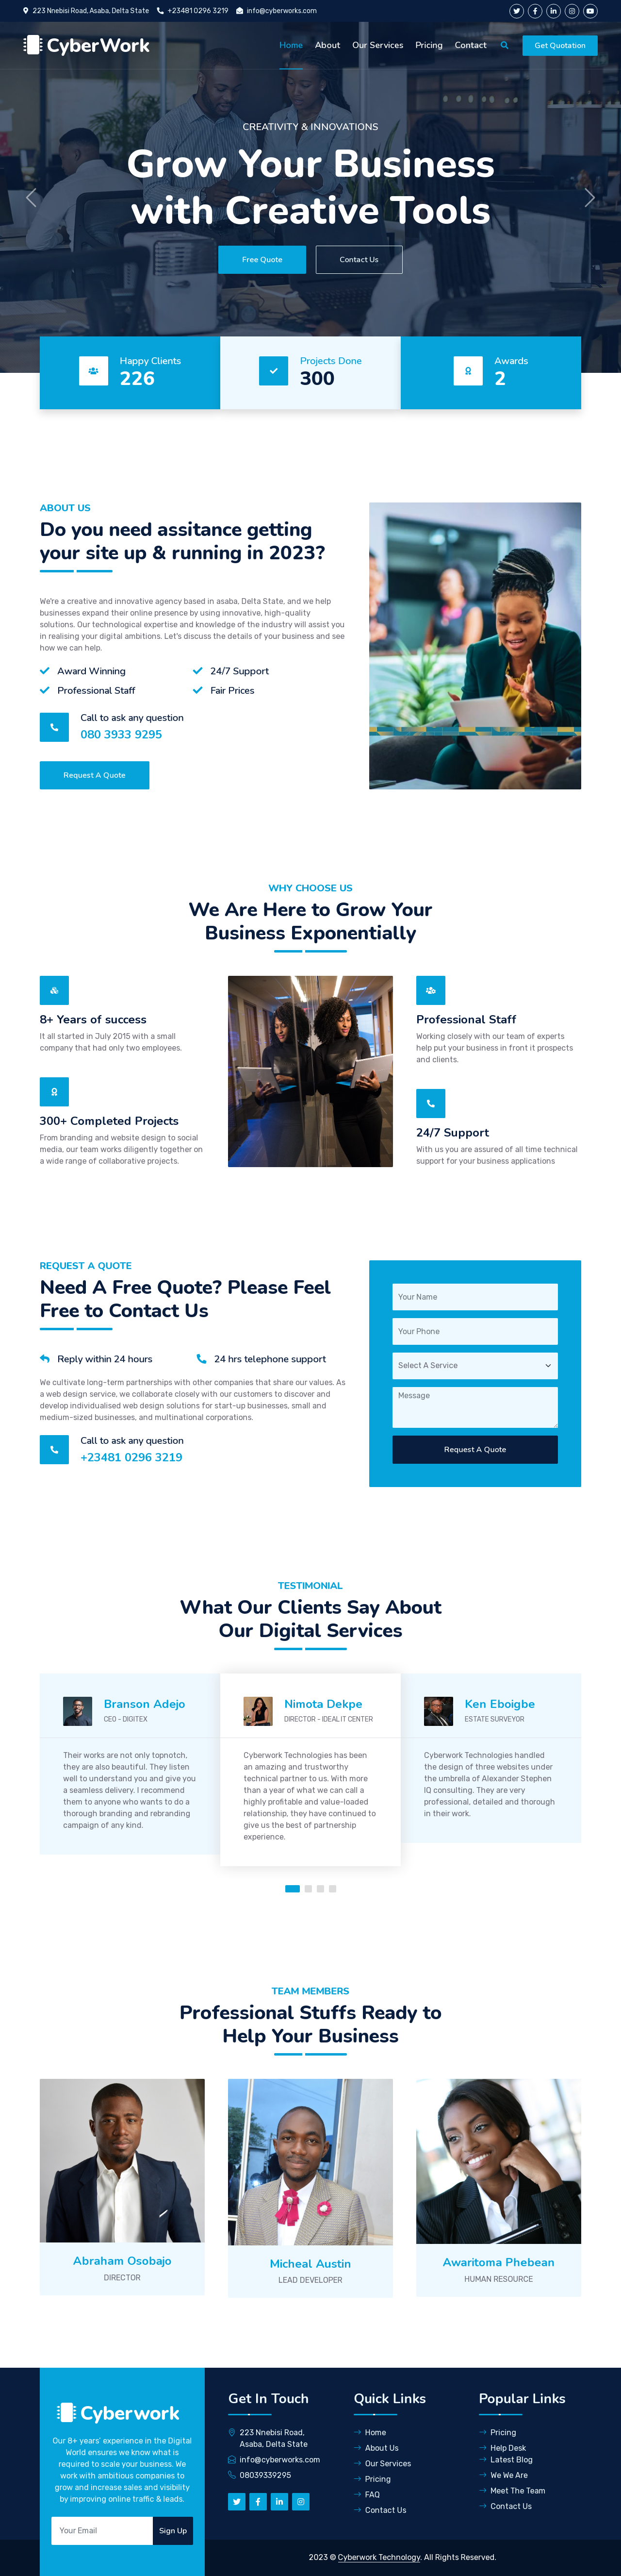 223 Nnebisi Road, Asaba, Delta State
+23481 0296 3219
info@cyberworks.com
CyberWork
Home
About
Our Services
Pricing
Contact
Get Quotation
CREATIVITY & INNOVATIONS
Grow Your Business
with Creative Tools
Free Quote
Contact Us
Happy Clients
226
Projects Done
300
Awards
2
ABOUT US
Do you need assitance getting
your site up & running in 2023?
We're a creative and innovative agency based in asaba, Delta State, and we help
businesses expand their online presence by using innovative, high-quality
solutions. Our technological expertise and knowledge of the industry will assist you
in realising your digital ambitions. Let's discuss the details of your business and see
how we can help.
Award Winning
24/7 Support
Professional Staff
Fair Prices
Call to ask any question
080 3933 9295
Request A Quote
WHY CHOOSE US
We Are Here to Grow Your
Business Exponentially
8+ Years of success
It all started in July 2015 with a small
company that had only two employees.
300+ Completed Projects
From branding and website design to social
media, our team works diligently together on
a wide range of collaborative projects.
Professional Staff
Working closely with our team of experts
help put your business in front it prospects
and clients.
24/7 Support
With us you are assured of all time technical
support for your business applications
REQUEST A QUOTE
Need A Free Quote? Please Feel
Free to Contact Us
Reply within 24 hours
24 hrs telephone support
We cultivate long-term partnerships with other companies that share our values. As
a web design service, we collaborate closely with our customers to discover and
develop individualised web design solutions for start-up businesses, small and
medium-sized businesses, and multinational corporations.
Call to ask any question
+23481 0296 3219
Your Name
Your Phone
Select A Service
Message
Request A Quote
TESTIMONIAL
What Our Clients Say About
Our Digital Services
Branson Adejo
CEO - DIGITEX
Their works are not only topnotch,
they are also beautiful. They listen
well to understand you and also give you
a seamless delivery. I recommend
them to anyone who wants to do a
thorough branding and rebranding
campaign of any kind.
Nimota Dekpe
DIRECTOR - IDEAL IT CENTER
Cyberwork Technologies has been
an amazing and trustworthy
technical partner to us. With more
than a year of what we can call a
highly profitable and value-loaded
relationship, they have continued to
give us the best of partnership
experience.
Ken Eboigbe
ESTATE SURVEYOR
Cyberwork Technologies handled
the design of three websites under
the umbrella of Alexander Stephen
IQ consulting. They are very
professional, detailed and thorough
in their work.
TEAM MEMBERS
Professional Stuffs Ready to
Help Your Business
Abraham Osobajo
DIRECTOR
Micheal Austin
LEAD DEVELOPER
Awaritoma Phebean
HUMAN RESOURCE
Cyberwork
Our 8+ years' experience in the Digital
World ensures we know what is
required to scale your business. We
work with ambitious companies to
grow and increase sales and visibility
by improving online traffic & leads.
Your Email
Sign Up
Get In Touch
223 Nnebisi Road,
Asaba, Delta State
info@cyberworks.com
08039339295
Quick Links
Home
About Us
Our Services
Pricing
FAQ
Contact Us
Popular Links
Pricing
Help Desk
Latest Blog
We We Are
Meet The Team
Contact Us
2023 © Cyberwork Technology. All Rights Reserved.